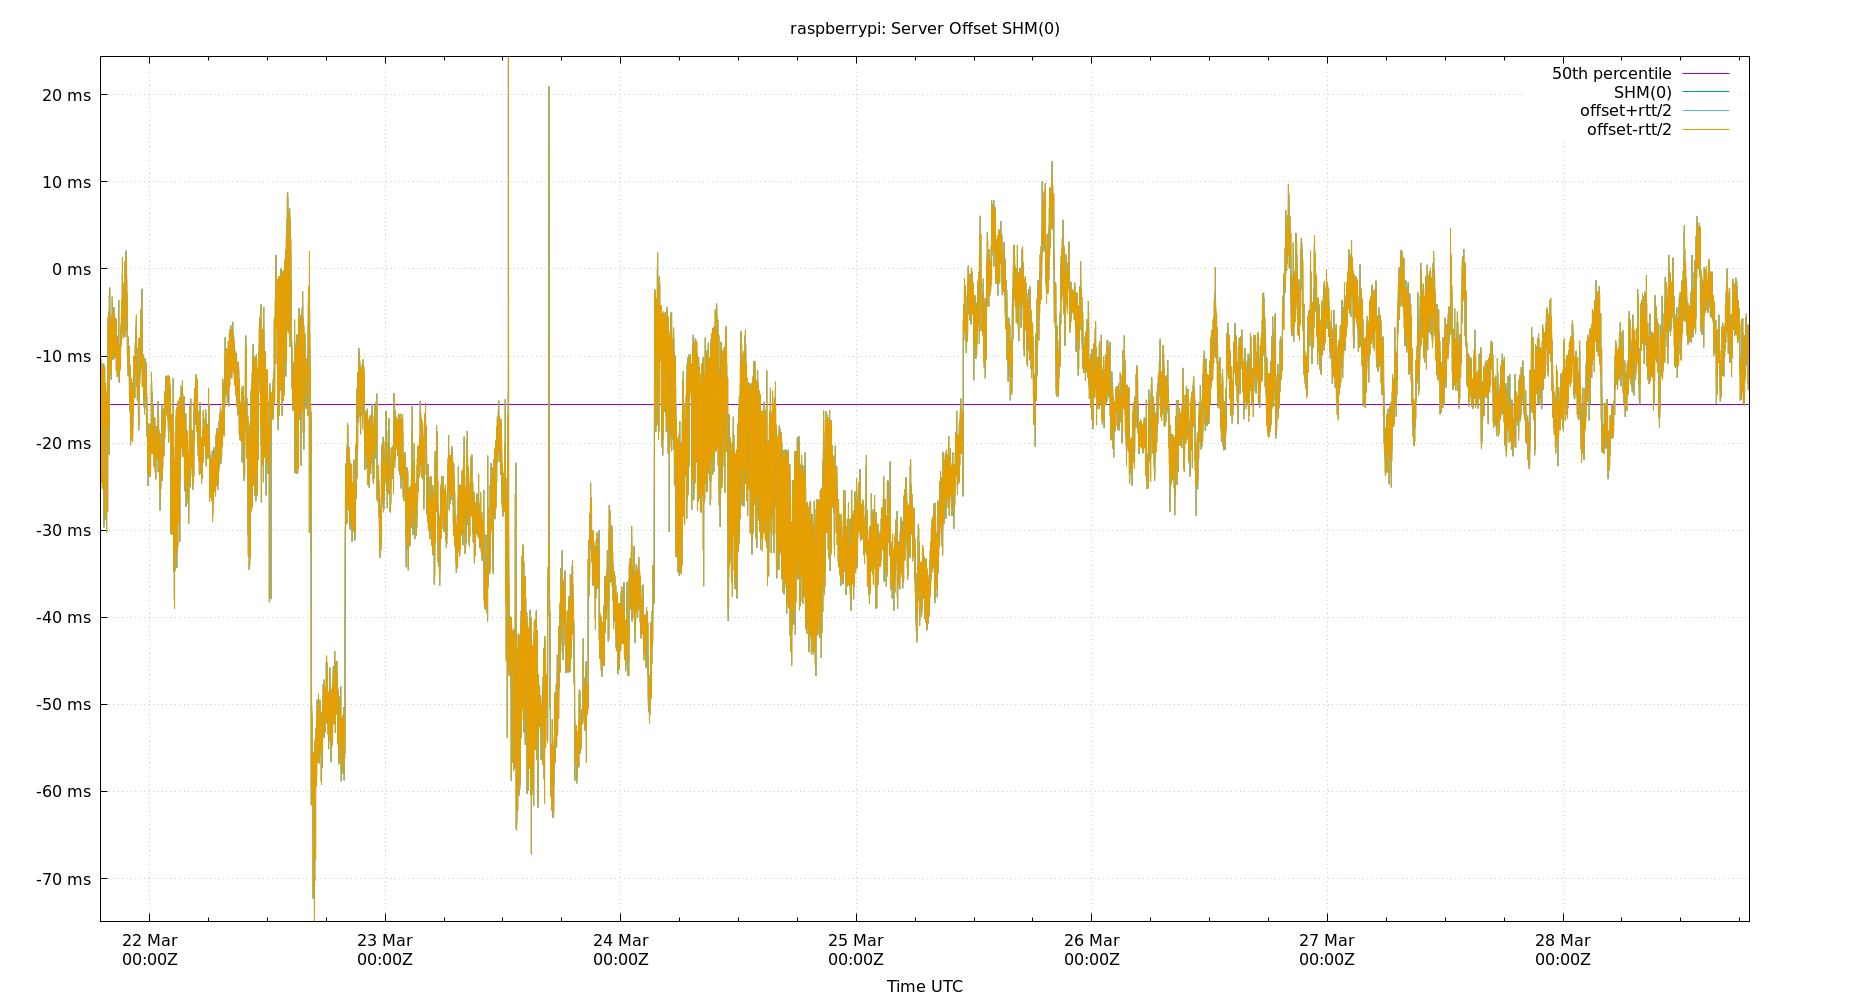 raspberrypi: Server Offset SHM(0)
50th percentile
SHM(0)
offset+rtt/2
offset-rtt/2
20 ms
10 ms
0 ms
-10 ms
-20 ms
-30 ms
-40 ms
-50 ms
-60 ms
-70 ms
22 Mar 23 Mar 24 Mar 25 Mar 26 Mar 27 Mar 28 Mar
00:00Z 00:00Z 00:00Z 00:00Z 00:00Z 00:00Z 00:00Z
Time UTC